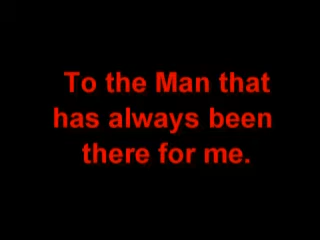 To the Man that
has always been
there for me.